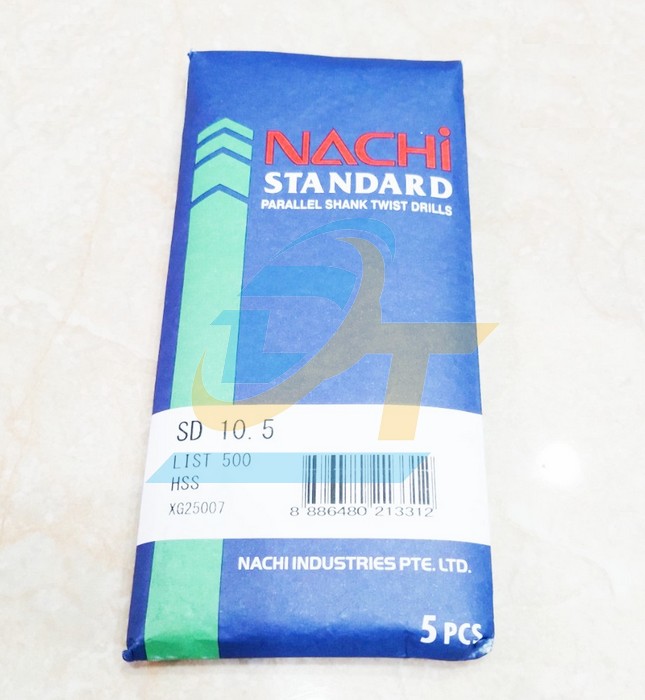 NACHi
STANDARD
PARALLEL SHANK TWIST DRILLS
DT
SD 10.5
LIST 500
HSS
XG25007
8 886480 213312
NACHI INDUSTRIES PTE. LTD.
5 PCS